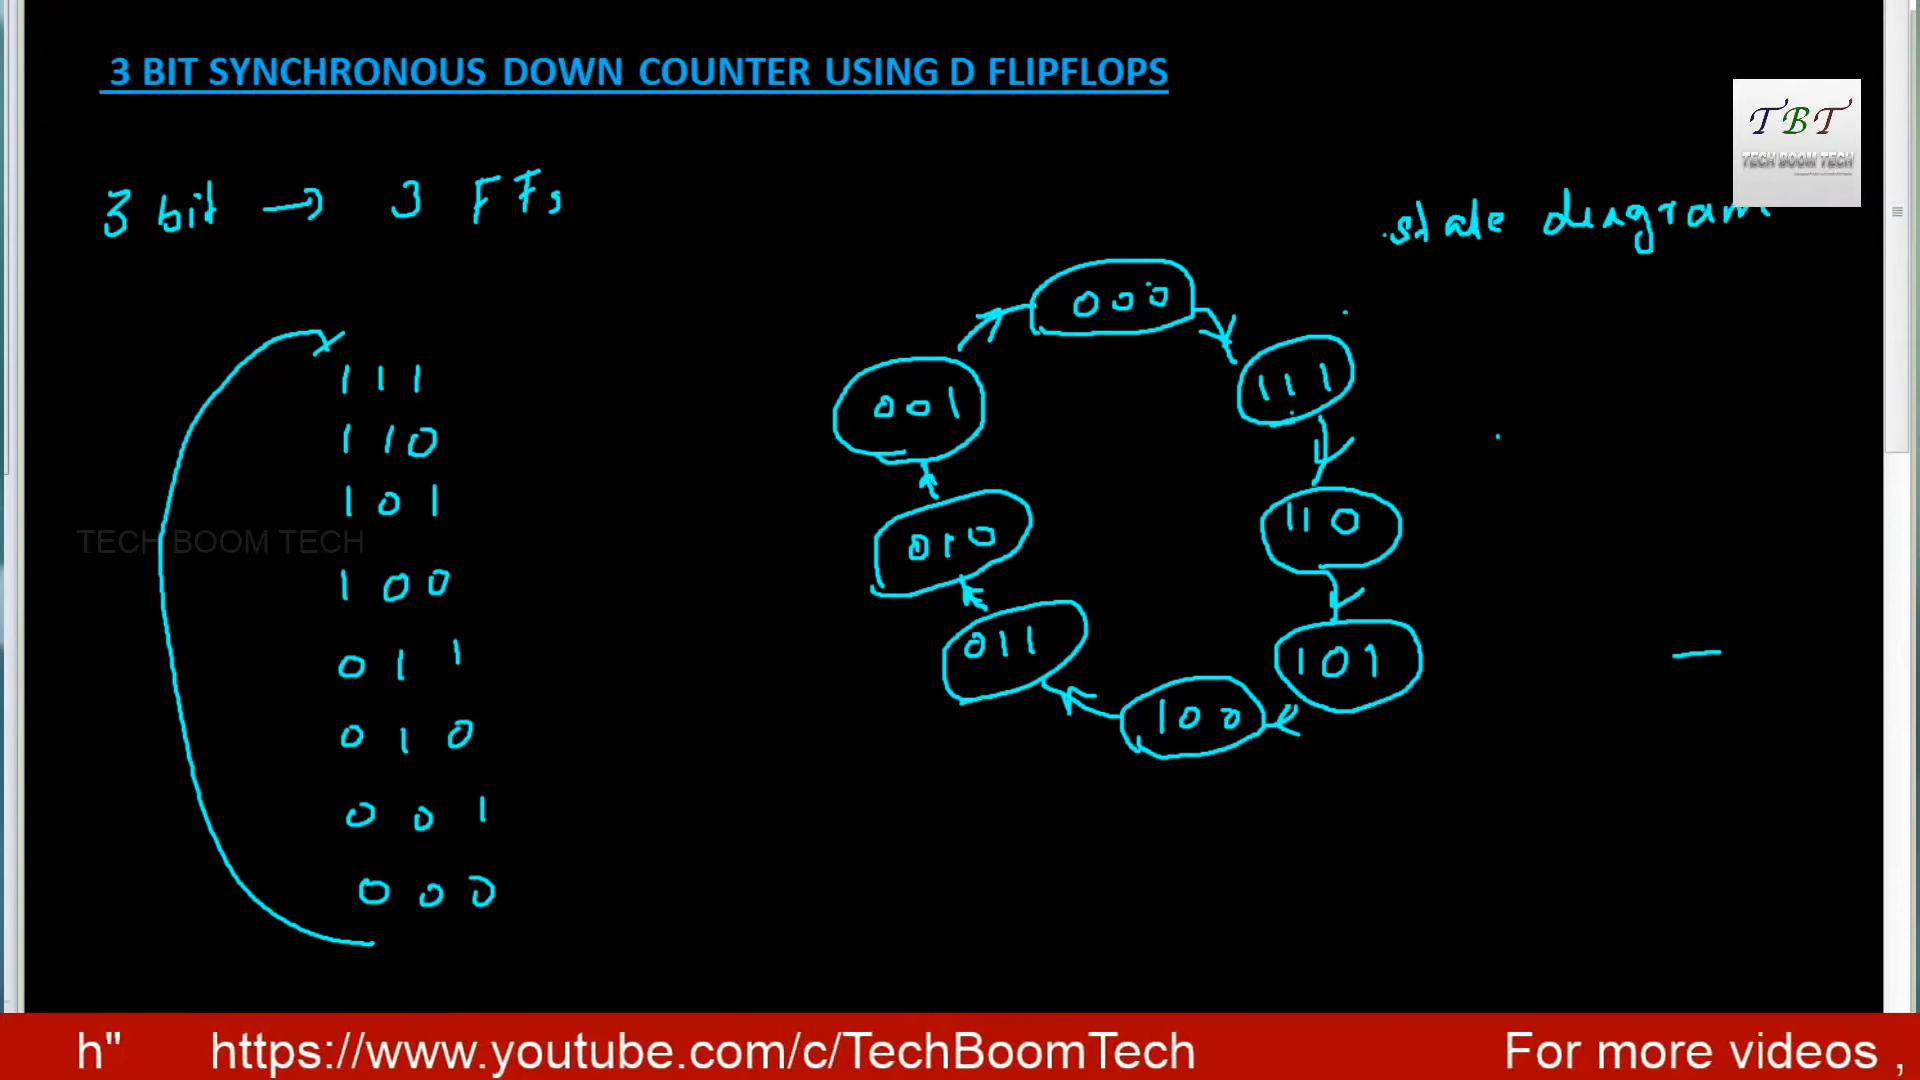 3 BIT SYNCHRONOUS DOWN COUNTER USING D FLIPFLOPS
TBT
TECH BOOM TECH
3 bit → 3 FFs
state diagram
000
111
001
110
010
101
011
100
111
110
101
TECH BOOM TECH
100
011
010
001
000
h" https://www.youtube.com/c/TechBoomTech For more videos ,